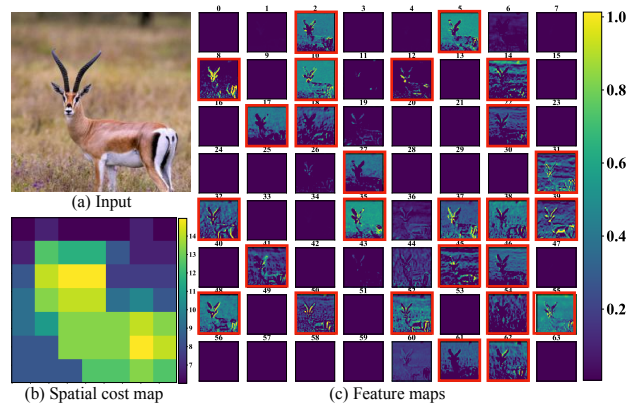 0 1 2 3 4 5 6 7
8 9 10 11 12 13 14 15
16 17 18 19 20 21 22 23
24 25 26 27 28 29 30 31
32 33 34 35 36 37 38 39
40 41 42 43 44 45 46 47
48 49 50 51 52 53 54 55
56 57 58 59 60 61 62 63
1.0
0.8
0.6
0.4
0.2
(a) Input
14
13
12
11
10
9
8
7
(b) Spatial cost map
(c) Feature maps